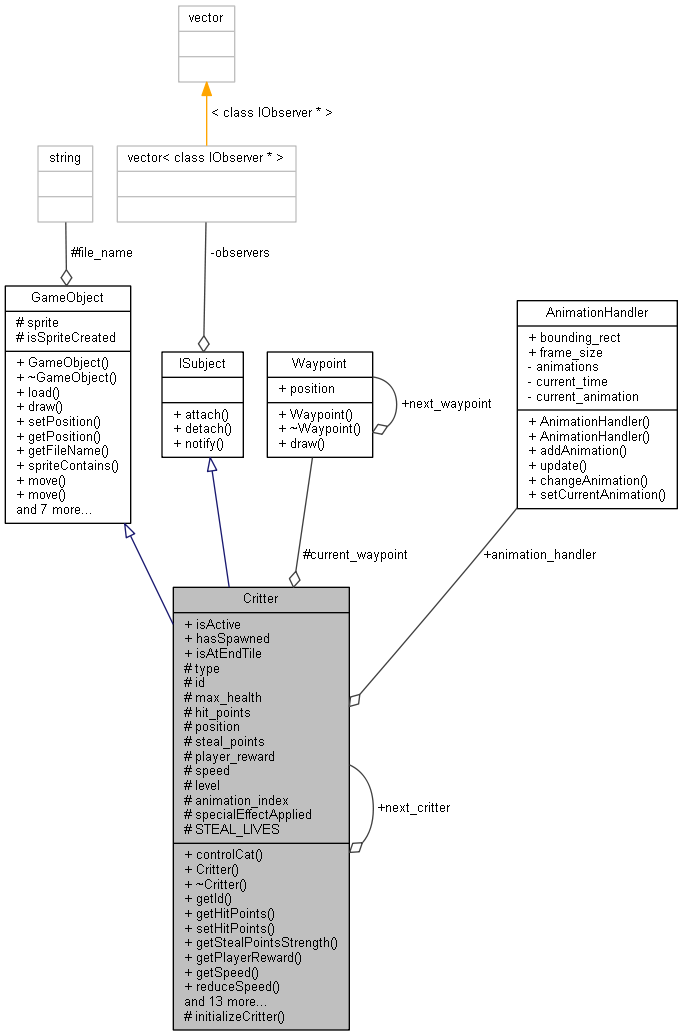 vector
< class IObserver * >
string
vector< class IObserver * >
#file_name
-observers
GameObject
# sprite
# isSpriteCreated
+ GameObject()
+ ~GameObject()
+ load()
+ draw()
+ setPosition()
+ getPosition()
+ getFileName()
+ spriteContains()
+ move()
+ move()
and 7 more...
ISubject
+ attach()
+ detach()
+ notify()
Waypoint
+ position
+ Waypoint()
+ ~Waypoint()
+ draw()
+next_waypoint
AnimationHandler
+ bounding_rect
+ frame_size
- animations
- current_time
- current_animation
+ AnimationHandler()
+ AnimationHandler()
+ addAnimation()
+ update()
+ changeAnimation()
+ setCurrentAnimation()
#current_waypoint
+animation_handler
Critter
+ isActive
+ hasSpawned
+ isAtEndTile
# type
# id
# max_health
# hit_points
# position
# steal_points
# player_reward
# speed
# level
# animation_index
# specialEffectApplied
# STEAL_LIVES
+ controlCat()
+ Critter()
+ ~Critter()
+ getId()
+ getHitPoints()
+ setHitPoints()
+ getStealPointsStrength()
+ getPlayerReward()
+ getSpeed()
+ reduceSpeed()
and 13 more...
# initializeCritter()
+next_critter